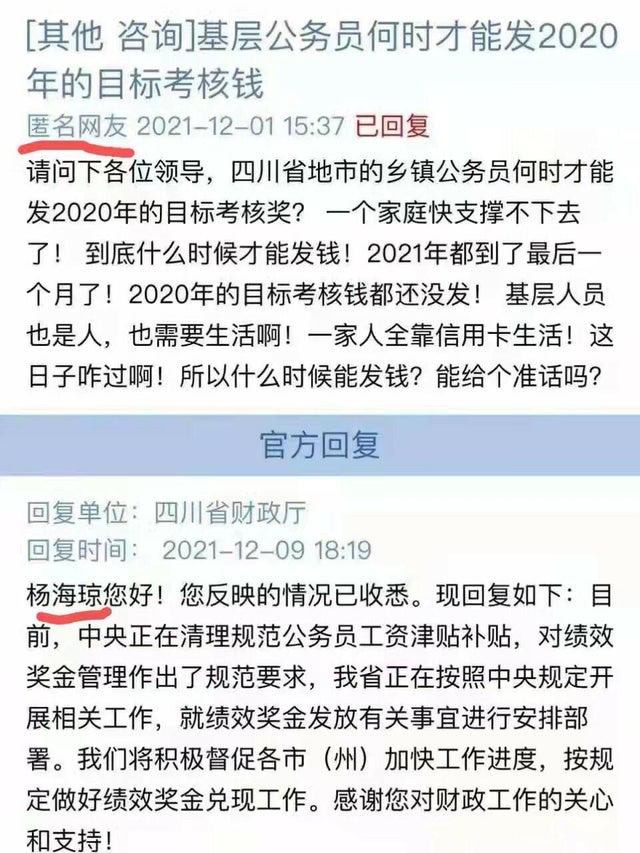 [其他 咨询]基层公务员何时才能发2020
年的目标考核钱
匿名网友 2021-12-01 15:37 已回复
请问下各位领导，四川省地市的乡镇公务员何时才能
发2020年的目标考核奖？ 一个家庭快支撑不下去
了！ 到底什么时候才能发钱！2021年都到了最后一
个月了！2020年的目标考核钱都还没发！ 基层人员
也是人，也需要生活啊！一家人全靠信用卡生活！这
日子咋过啊！所以什么时候能发钱？能给个准话吗？
官方回复
回复单位： 四川省财政厅
回复时间： 2021-12-09 18:19
杨海琼您好！您反映的情况已收悉。现回复如下：目
前，中央正在清理规范公务员工资津贴补贴，对绩效
奖金管理作出了规范要求，我省正在按照中央规定开
展相关工作，就绩效奖金发放有关事宜进行安排部
署。我们将积极督促各市（州）加快工作进度，按规
定做好绩效奖金兑现工作。感谢您对财政工作的关心
和支持！